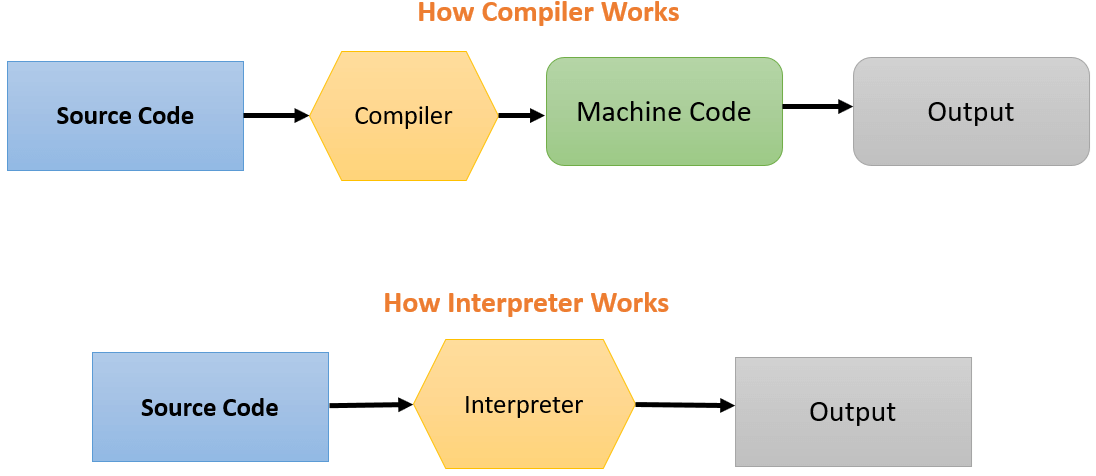 How Compiler Works
Source Code
Compiler
Machine Code
Output
How Interpreter Works
Source Code
Interpreter
Output